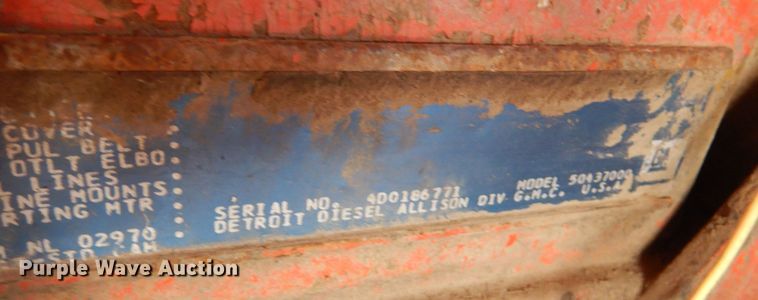 COVER
PUL BELT
OTLT ELBO
LINES
INE MOUNTS
RTING MTR
NL 02970
SERIAL NO. 4D0186771 MODEL 50437000
DETROIT DIESEL ALLISON DIV G.M.C. U.S.A.
Purple Wave Auction